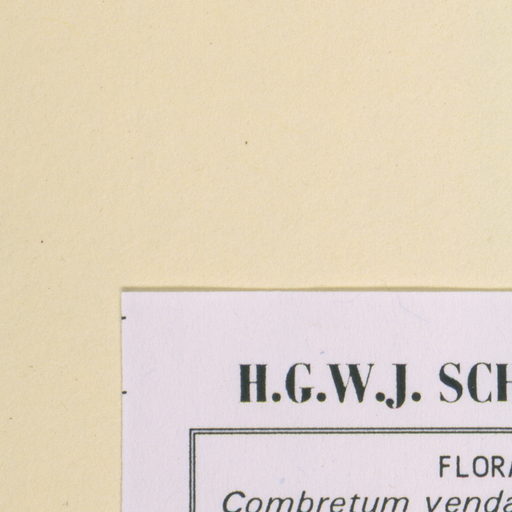 H.G.W.J. SCH
FLORA
Combretum venda